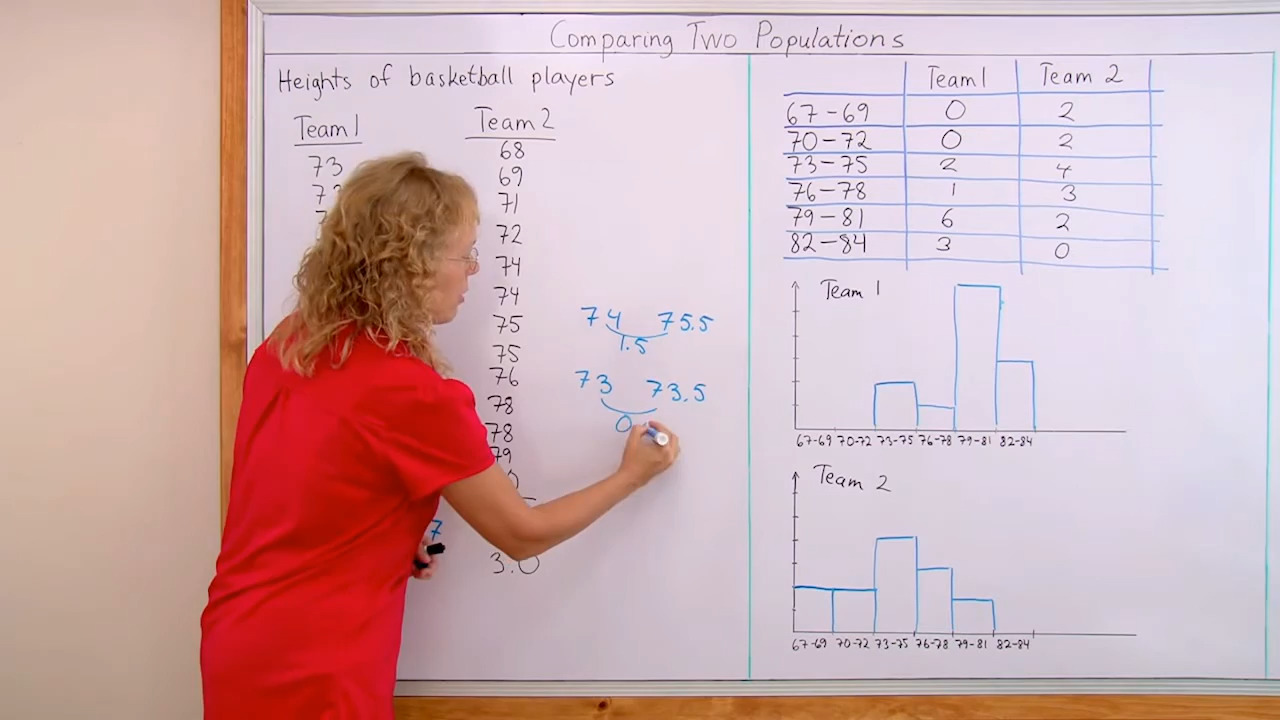 Comparing Two Populations
Heights of basketball players
Team 1
73
Team 2
68
69
71
72
74
74
75
75
76
78
78
79
3.0
7
74 75.5
1.5
73 73.5
0
Team 1 Team 2
67-69 0 2
70-72 0 2
73-75 2 4
76-78 1 3
79-81 6 2
82-84 3 0
Team 1
67-69 70-72 73-75 76-78 79-81 82-84
Team 2
67-69 70-72 73-75 76-78 79-81 82-84